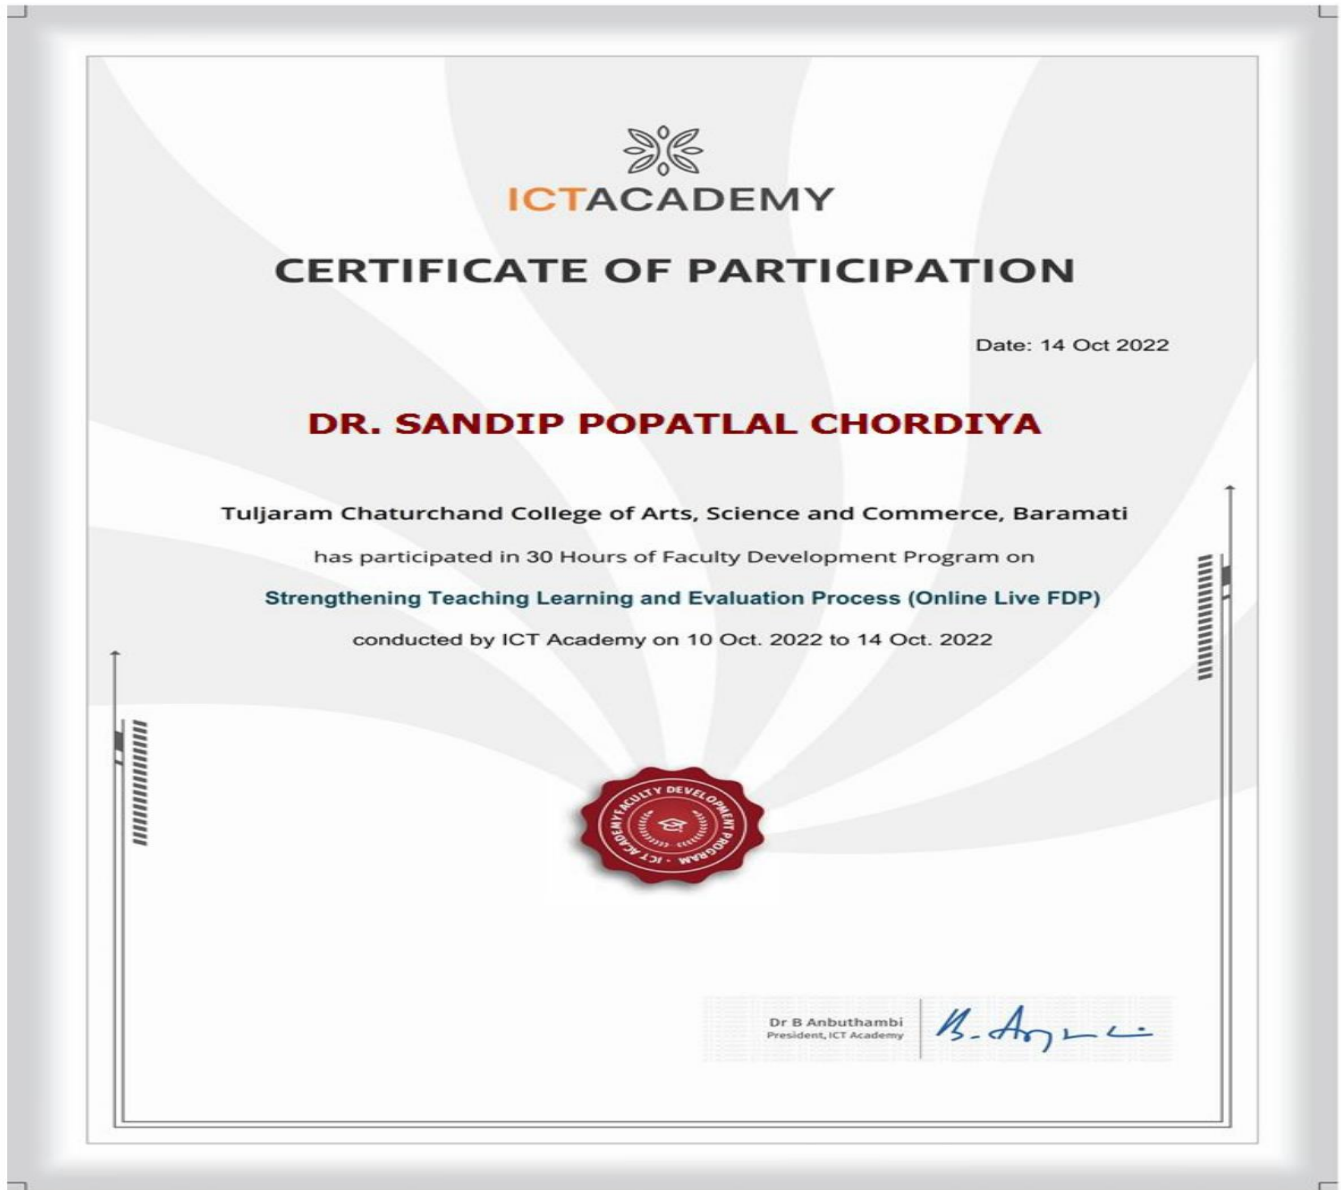 ICTACADEMY
CERTIFICATE OF PARTICIPATION
Date: 14 Oct 2022
DR. SANDIP POPATLAL CHORDIYA
Tuljaram Chaturchand College of Arts, Science and Commerce, Baramati
has participated in 30 Hours of Faculty Development Program on
Strengthening Teaching Learning and Evaluation Process (Online Live FDP)
conducted by ICT Academy on 10 Oct. 2022 to 14 Oct. 2022
FACULTY DEVELOPMENT PROGRAM · ICT ACADEMY
Dr B Anbuthambi
President, ICT Academy